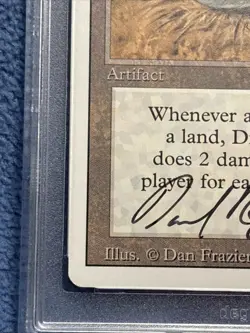 Artifact
Whenever a
a land, D
does 2 dam
player for ea
Illus. © Dan Frazier